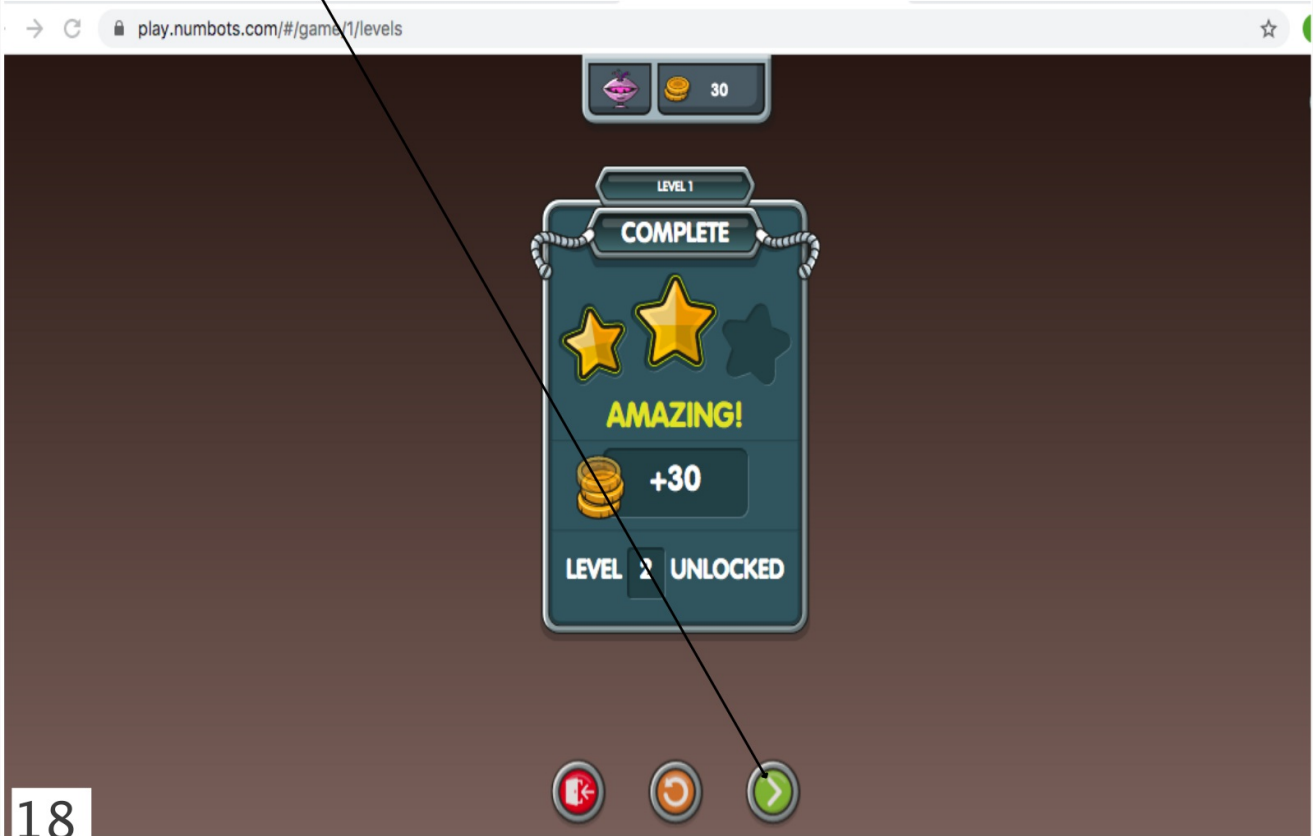 play.numbots.com/#/game/1/levels
30
LEVEL 1
COMPLETE
AMAZING!
+30
LEVEL 2 UNLOCKED
18